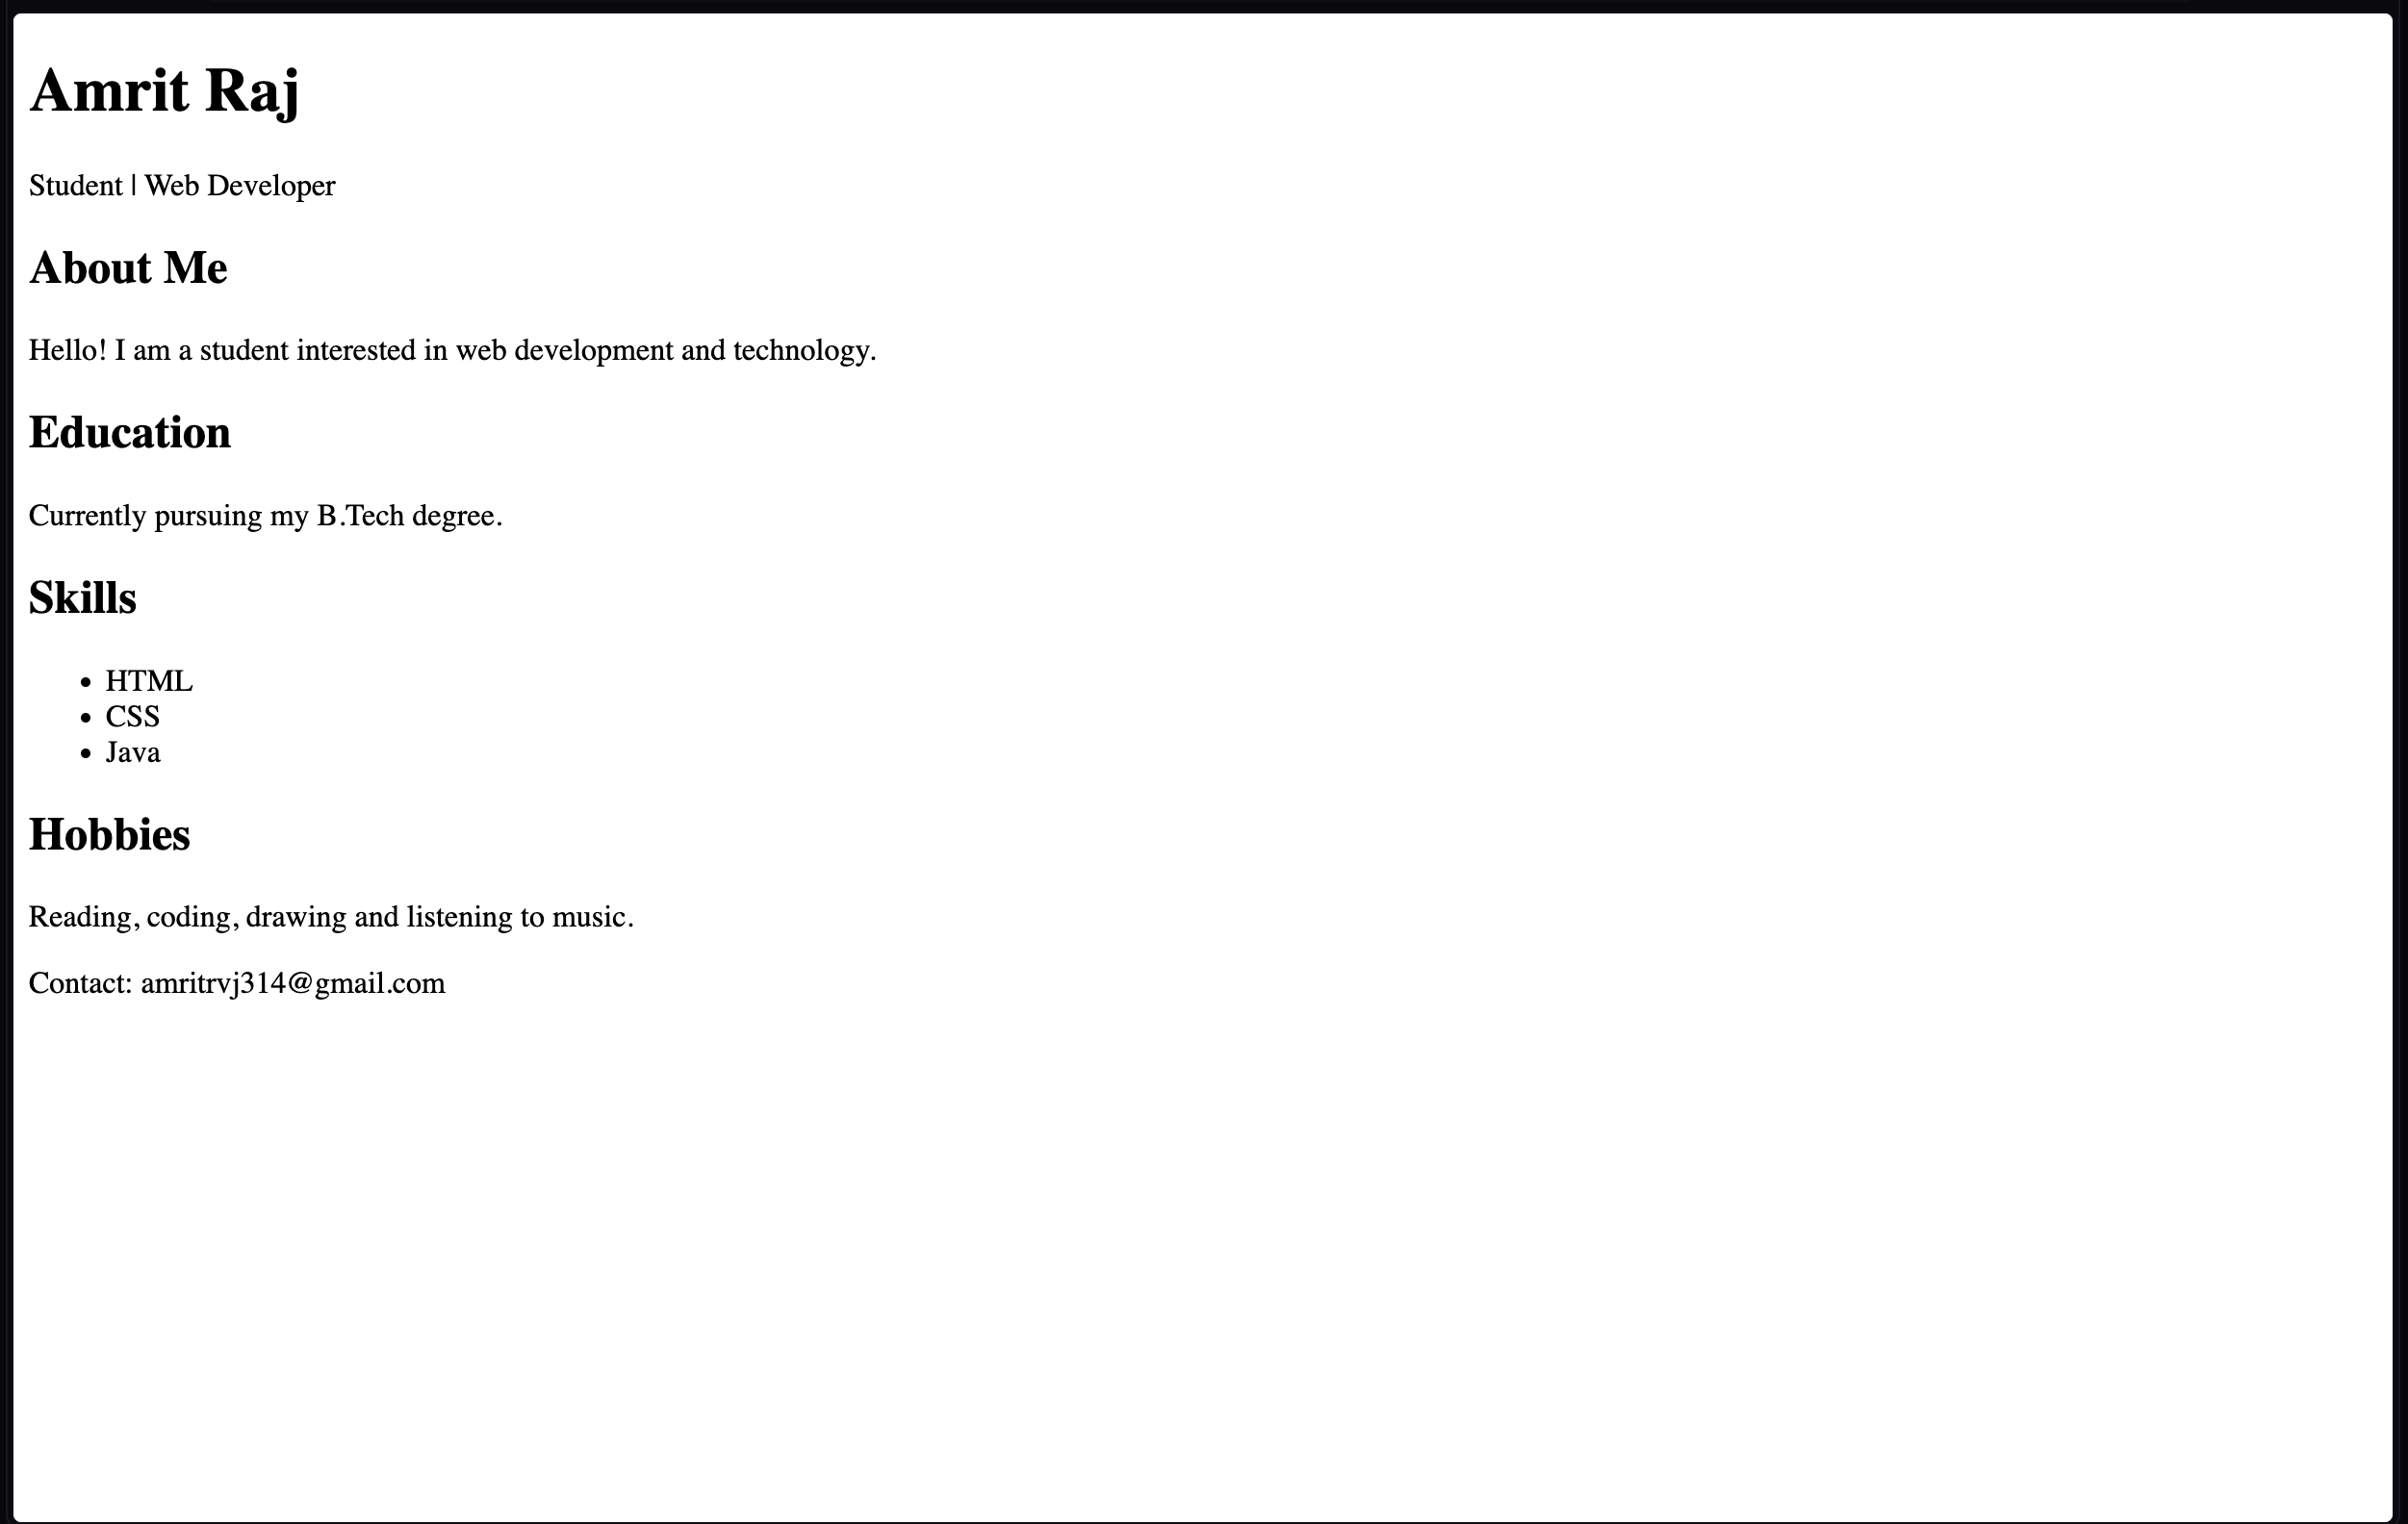 Amrit Raj
Student | Web Developer
About Me
Hello! I am a student interested in web development and technology.
Education
Currently pursuing my B.Tech degree.
Skills
• HTML
• CSS
• Java
Hobbies
Reading, coding, drawing and listening to music.
Contact: amritrvj314@gmail.com